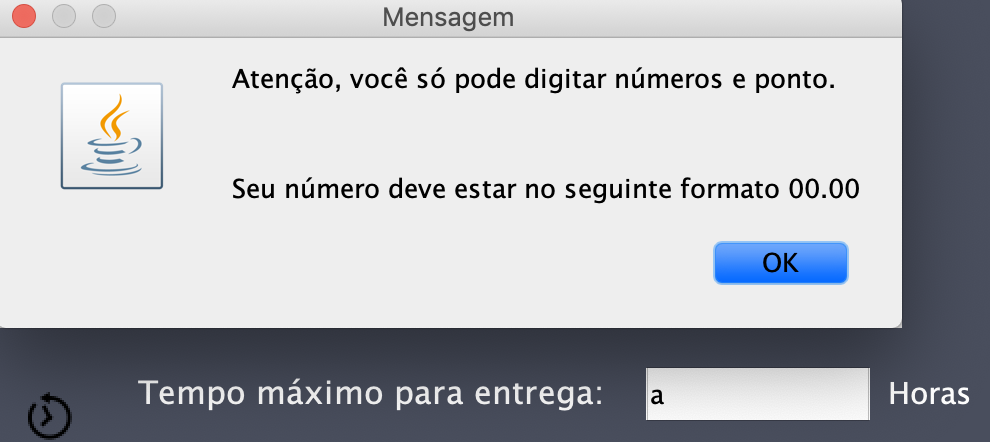 Mensagem
Atenção, você só pode digitar números e ponto.
Seu número deve estar no seguinte formato 00.00
OK
Tempo máximo para entrega: a Horas